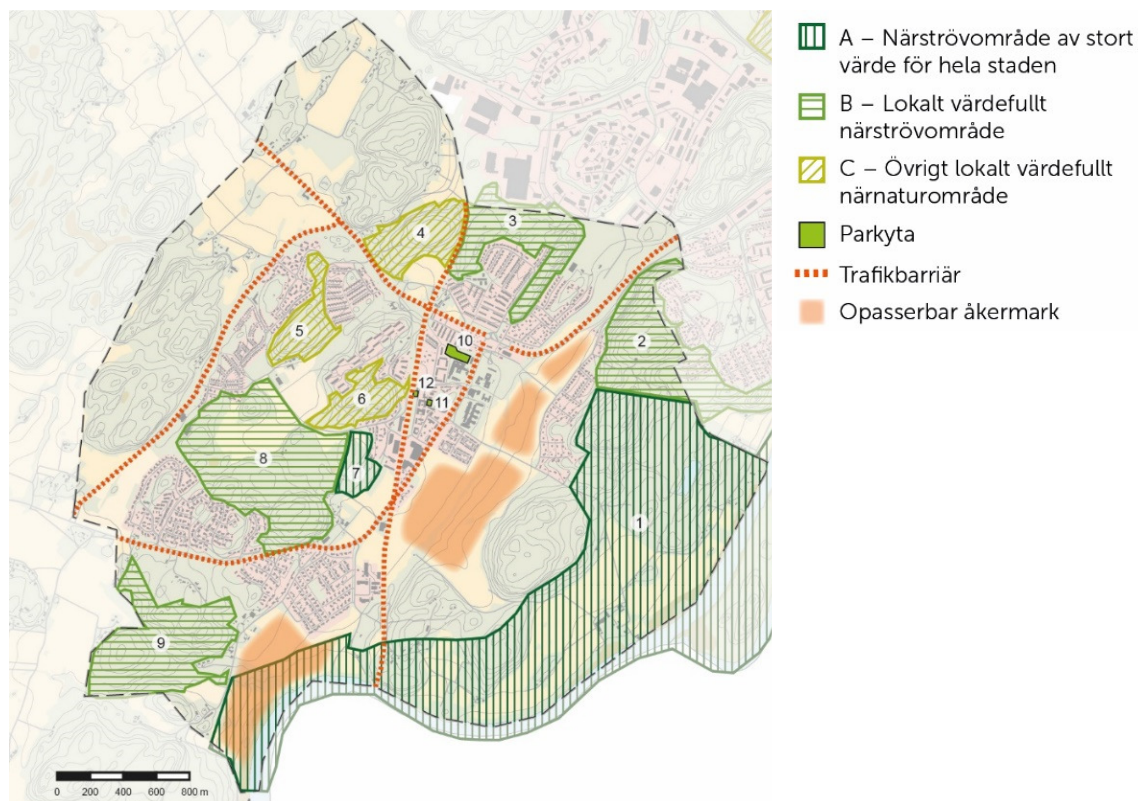 A – Närströvområde av stort
värde för hela staden
B – Lokalt värdefullt
närströvområde
C – Övrigt lokalt värdefullt
närnaturområde
Parkyta
Trafikbarriär
Opasserbar åkermark
3
4
2
5
10
12
11
6
8
7
1
9
0 200 400 600 800 m